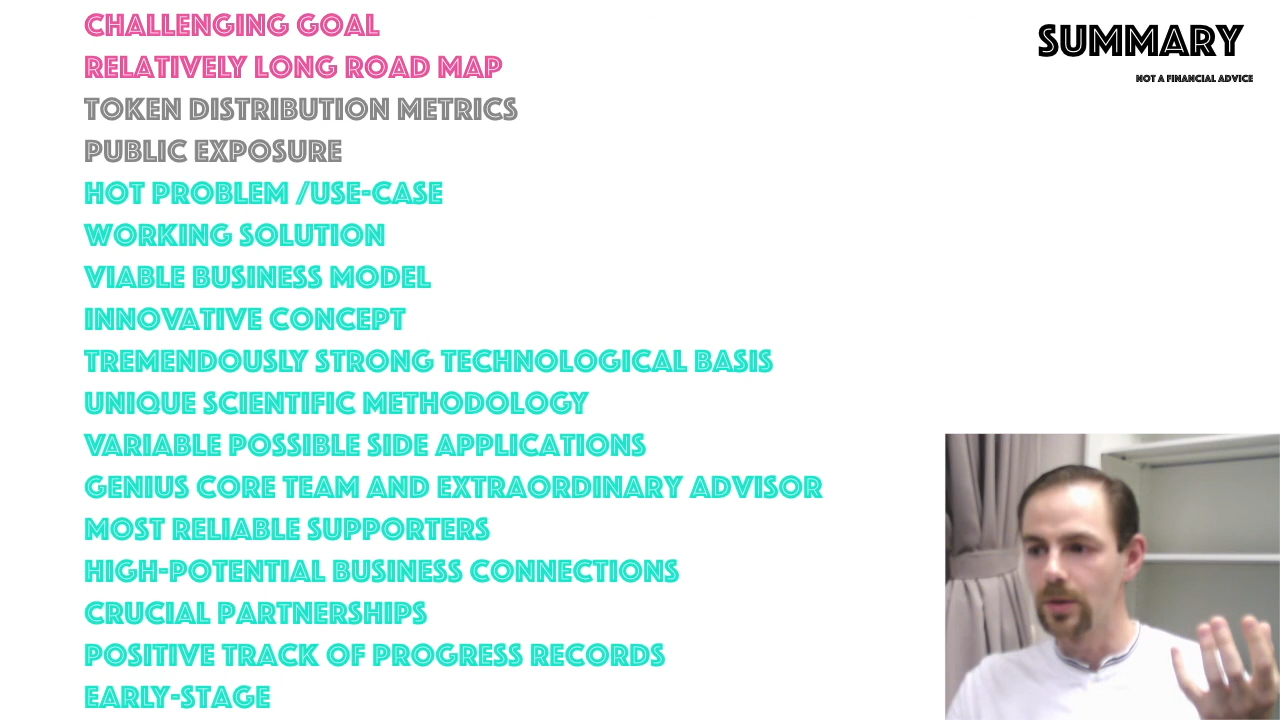 CHALLENGING GOAL
RELATIVELY LONG ROAD MAP
TOKEN DISTRIBUTION METRICS
PUBLIC EXPOSURE
HOT PROBLEM /USE-CASE
WORKING SOLUTION
VIABLE BUSINESS MODEL
INNOVATIVE CONCEPT
TREMENDOUSLY STRONG TECHNOLOGICAL BASIS
UNIQUE SCIENTIFIC METHODOLOGY
VARIABLE POSSIBLE SIDE APPLICATIONS
GENIUS CORE TEAM AND EXTRAORDINARY ADVISOR
MOST RELIABLE SUPPORTERS
HIGH-POTENTIAL BUSINESS CONNECTIONS
CRUCIAL PARTNERSHIPS
POSITIVE TRACK OF PROGRESS RECORDS
EARLY-STAGE
SUMMARY
NOT A FINANCIAL ADVICE